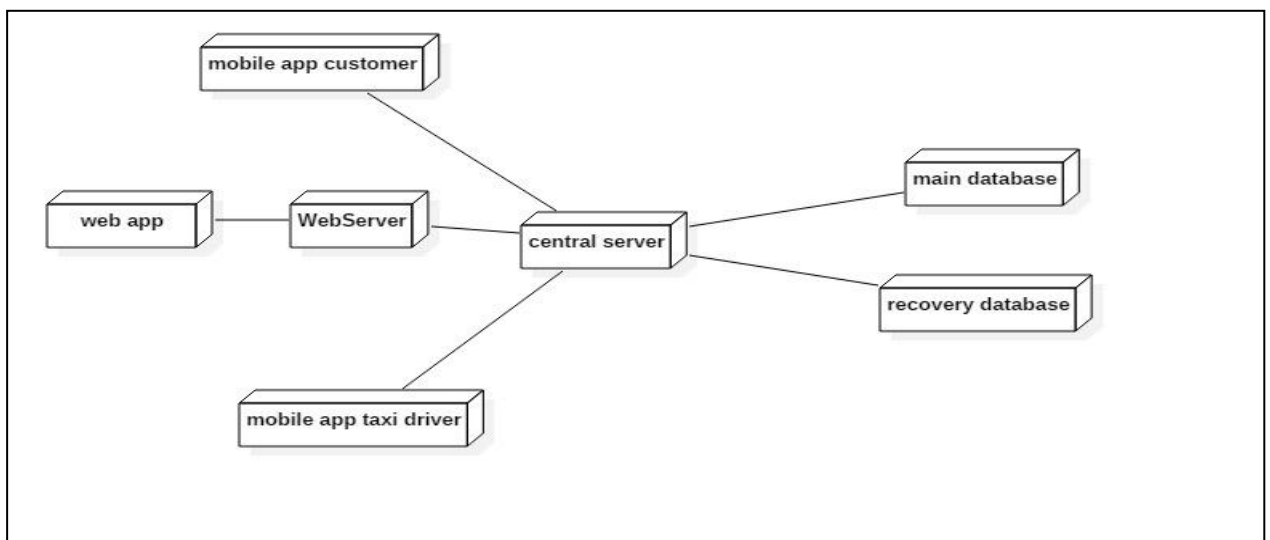 mobile app customer
web app
WebServer
central server
main database
recovery database
mobile app taxi driver